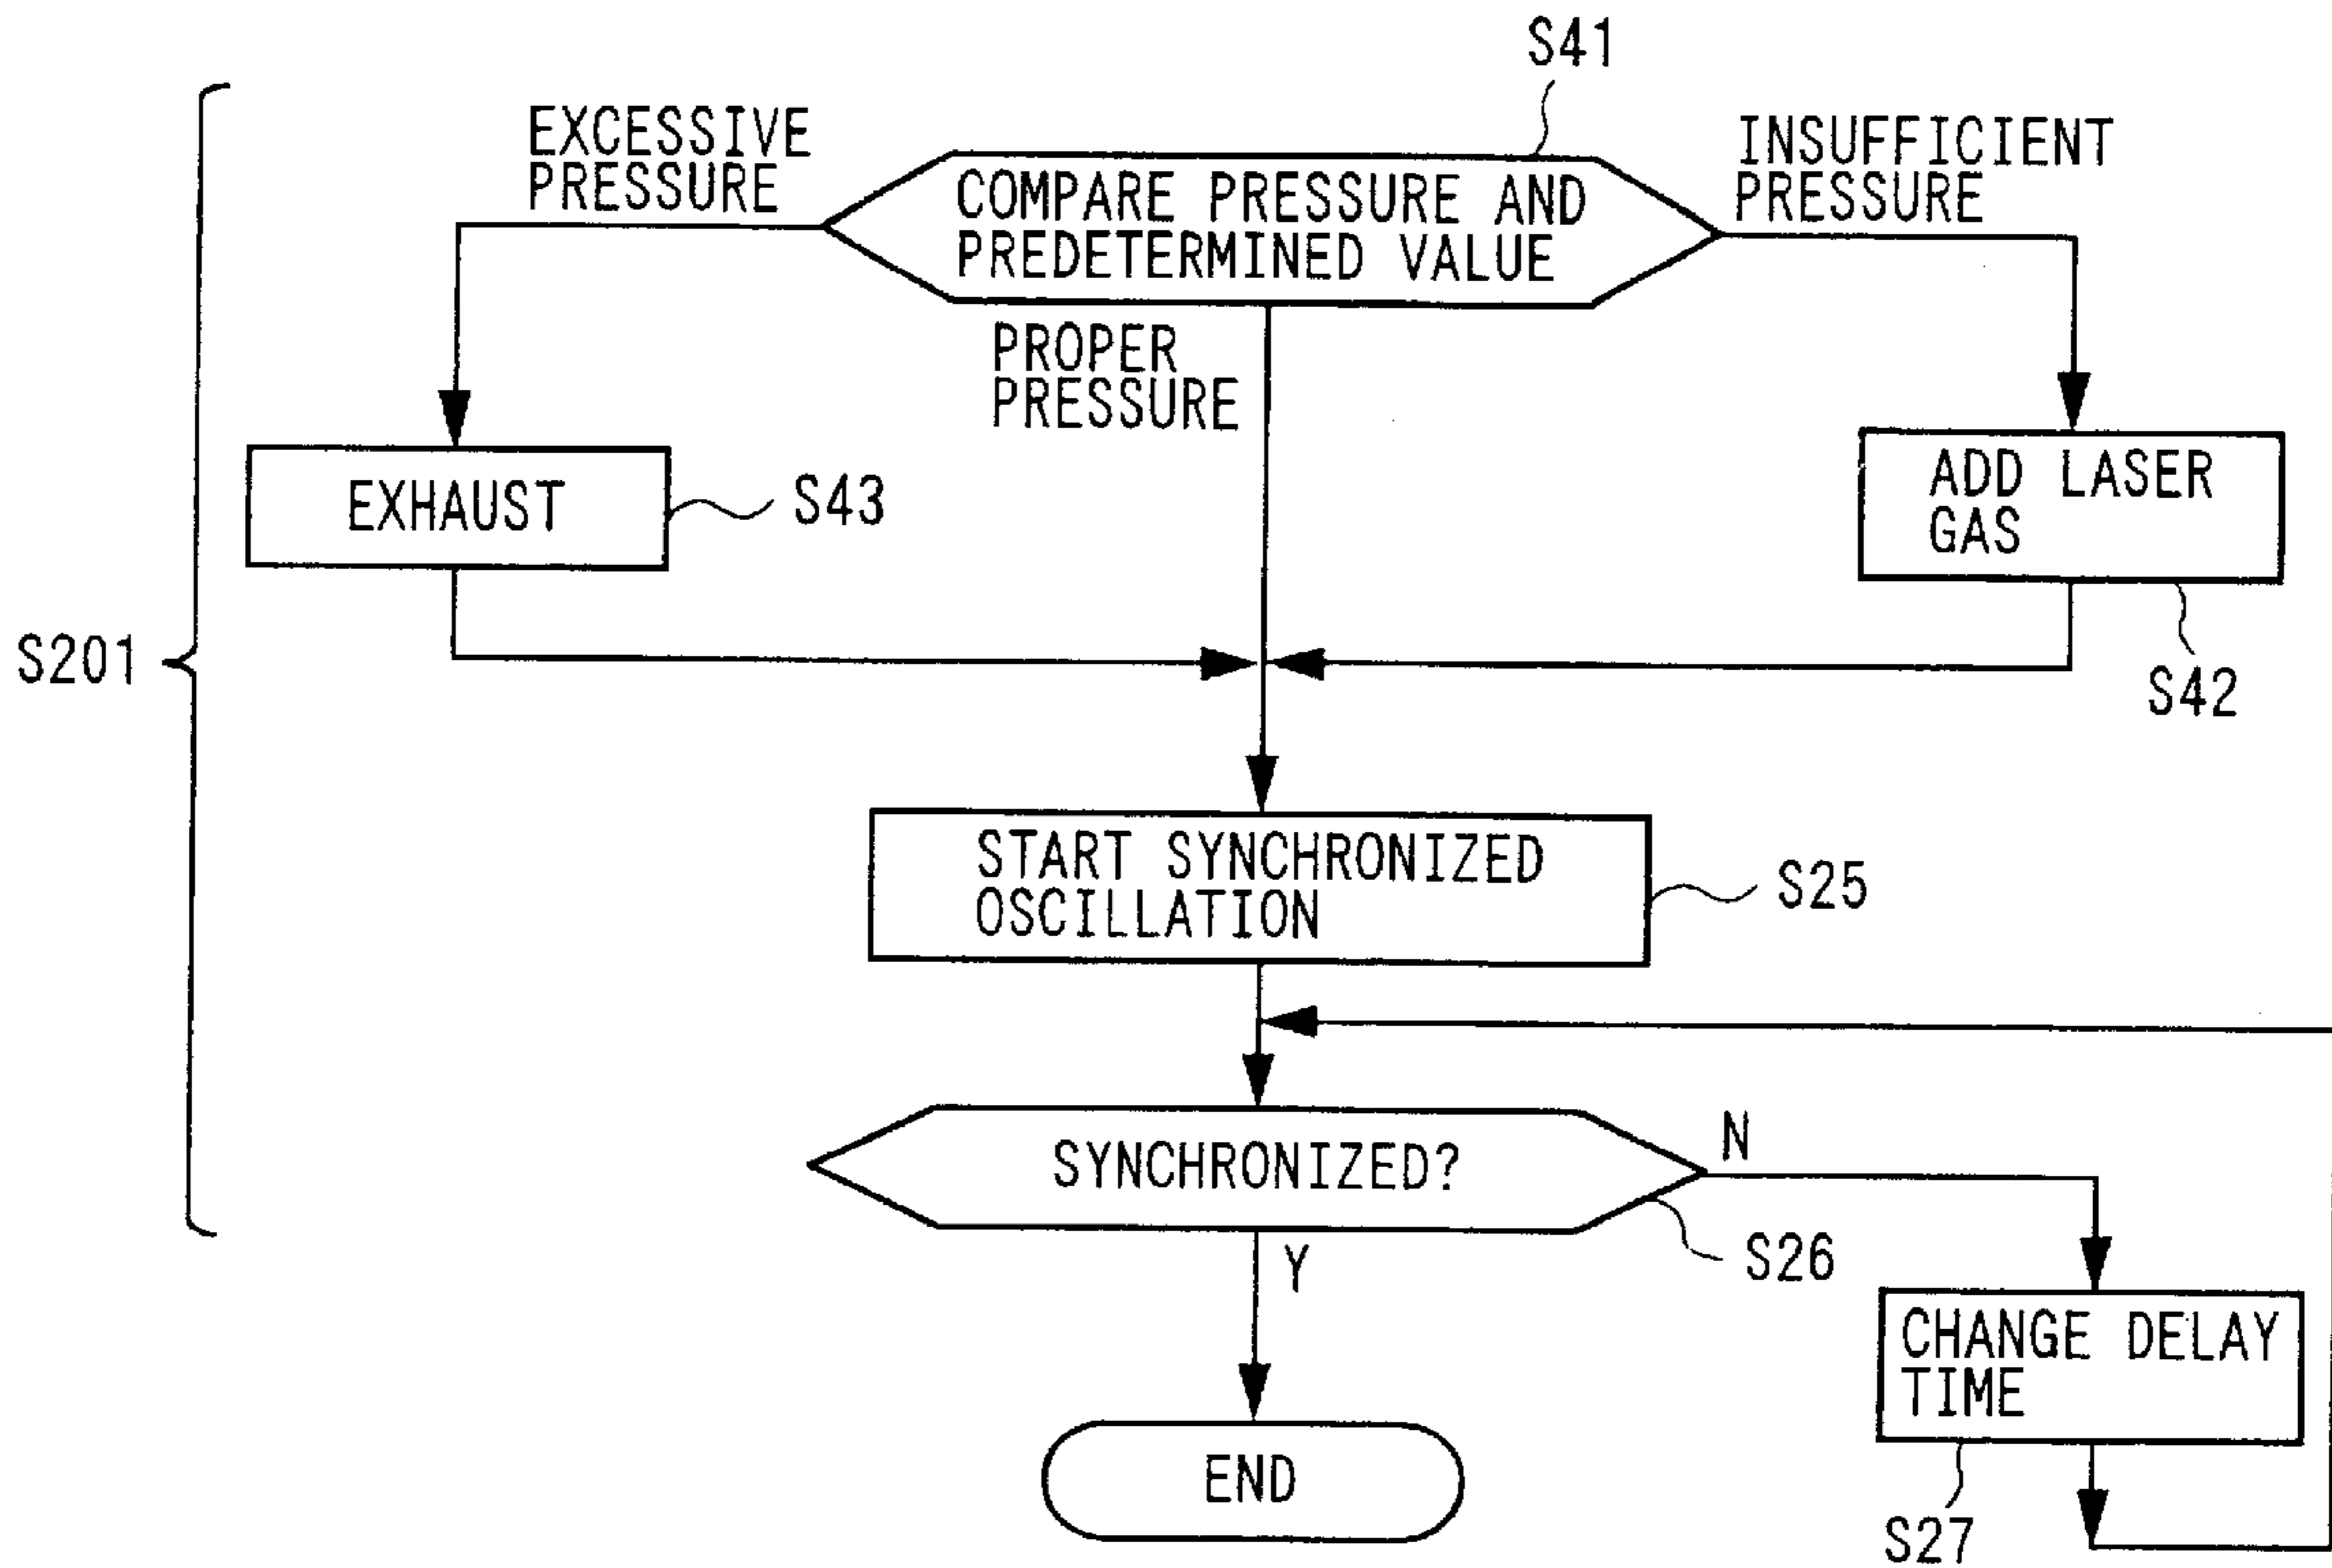 S41
EXCESSIVE
PRESSURE
COMPARE PRESSURE AND
PREDETERMINED VALUE
INSUFFICIENT
PRESSURE
PROPER
PRESSURE
EXHAUST
S43
ADD LASER
GAS
S42
S201
START SYNCHRONIZED
OSCILLATION
S25
SYNCHRONIZED?
N
S26
Y
CHANGE DELAY
TIME
S27
END